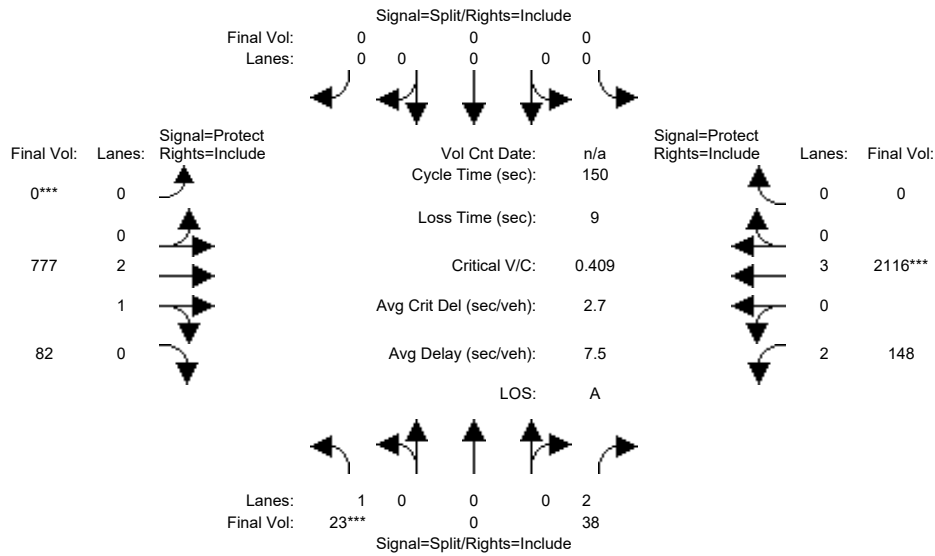 Signal=Split/Rights=Include
Final Vol: 0 0 0
Lanes: 0 0 0 0 0
Signal=Protect Signal=Protect
Final Vol: Lanes: Rights=Include Vol Cnt Date: n/a Rights=Include Lanes: Final Vol:
Cycle Time (sec): 150
0*** 0 0 0
Loss Time (sec): 9
0 0
777 2 Critical V/C: 0.409 3 2116***
1 Avg Crit Del (sec/veh): 2.7 0
82 0 Avg Delay (sec/veh): 7.5 2 148
LOS: A
Lanes: 1 0 0 0 2
Final Vol: 23*** 0 38
Signal=Split/Rights=Include